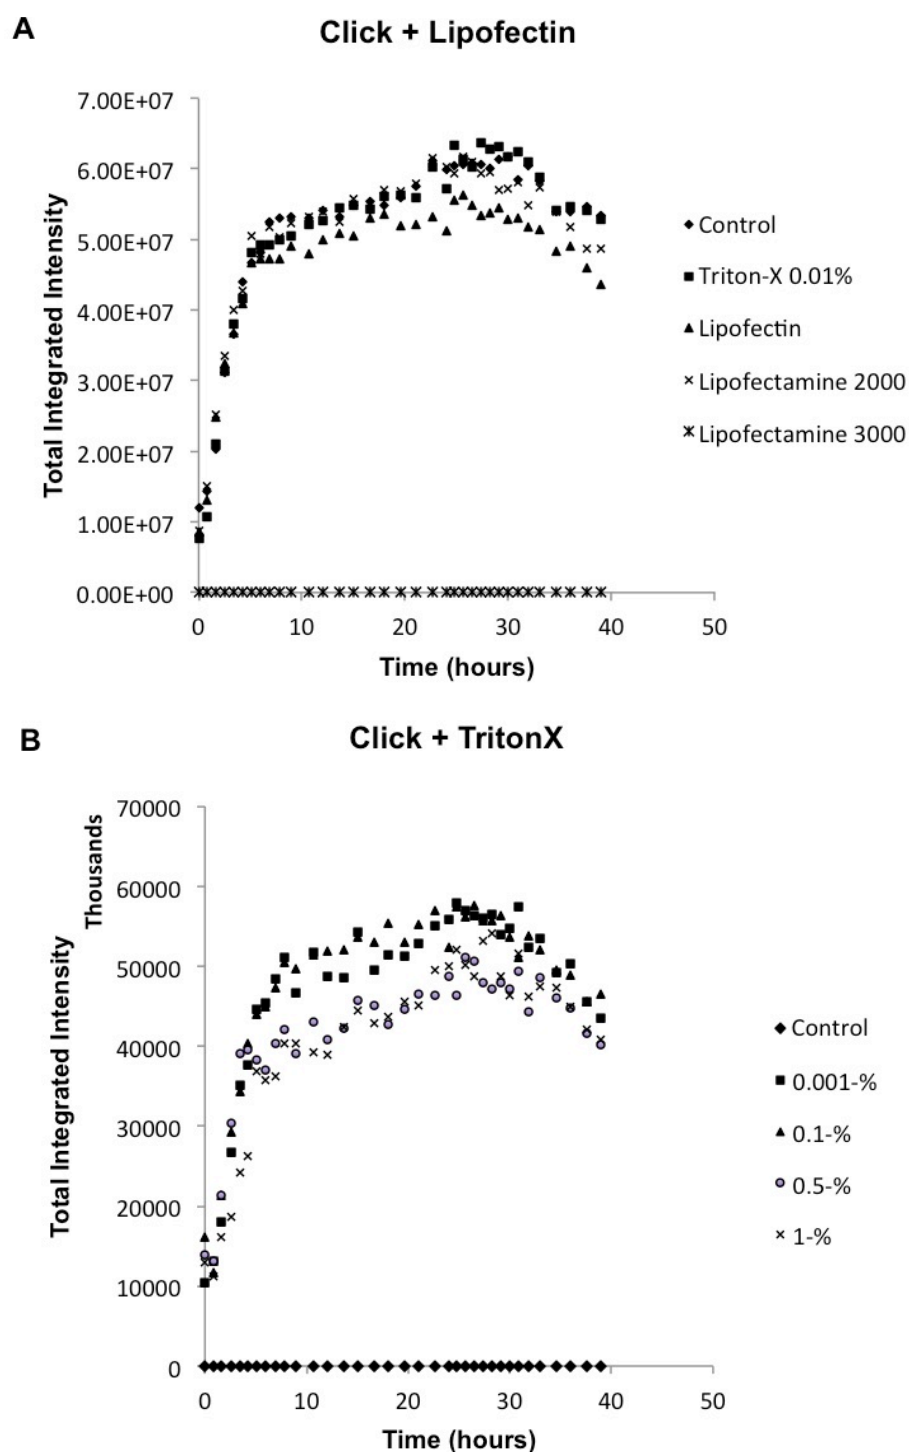 A
Click + Lipofectin
Total Integrated Intensity
7.00E+07
6.00E+07
5.00E+07
4.00E+07
3.00E+07
2.00E+07
1.00E+07
0.00E+00
0 10 20 30 40 50
Time (hours)
Control
Triton-X 0.01%
Lipofectin
Lipofectamine 2000
Lipofectamine 3000
B
Click + TritonX
Total Integrated Intensity
Thousands
70000
60000
50000
40000
30000
20000
10000
0
0 10 20 30 40 50
Time (hours)
Control
0.001-%
0.1-%
0.5-%
1-%